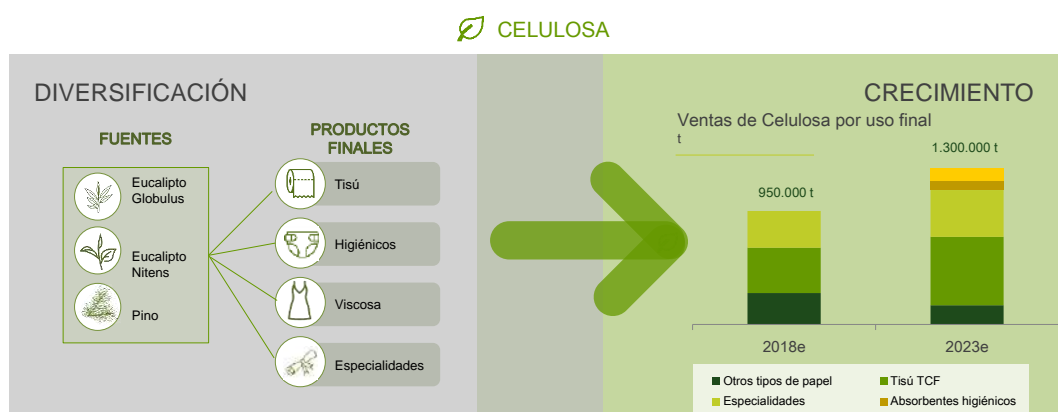 CELULOSA
DIVERSIFICACIÓN
FUENTES
Eucalipto
Globulus
Eucalipto
Nitens
Pino
PRODUCTOS
FINALES
Tisú
Higiénicos
Viscosa
Especialidades
CRECIMIENTO
Ventas de Celulosa por uso final
t
950.000 t
1.300.000 t
2018e
2023e
Otros tipos de papel
Tisú TCF
Especialidades
Absorbentes higiénicos